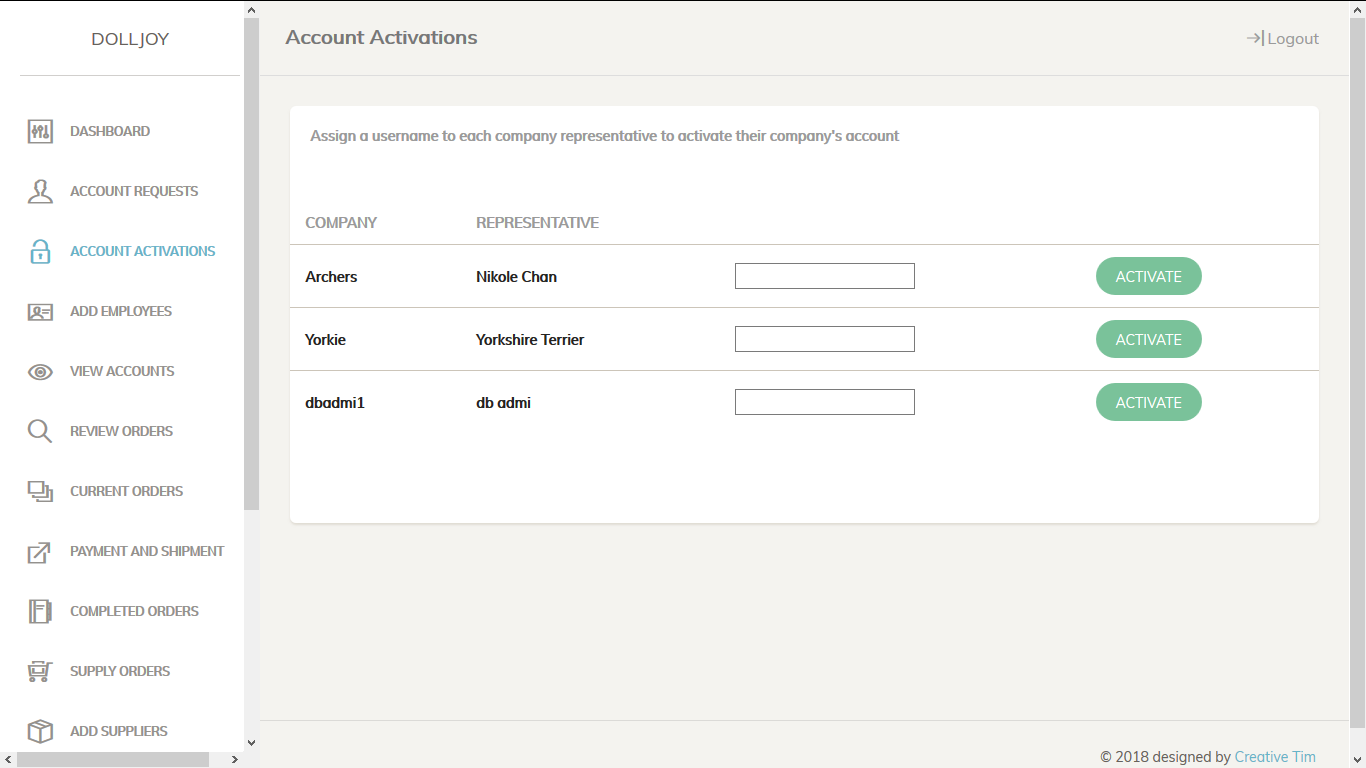 DOLLJOY
DASHBOARD
ACCOUNT REQUESTS
ACCOUNT ACTIVATIONS
ADD EMPLOYEES
VIEW ACCOUNTS
REVIEW ORDERS
CURRENT ORDERS
PAYMENT AND SHIPMENT
COMPLETED ORDERS
SUPPLY ORDERS
ADD SUPPLIERS
Account Activations
Logout
Assign a username to each company representative to activate their company's account
COMPANY REPRESENTATIVE
Archers Nikole Chan ACTIVATE
Yorkie Yorkshire Terrier ACTIVATE
dbadmi1 db admi ACTIVATE
© 2018 designed by Creative Tim